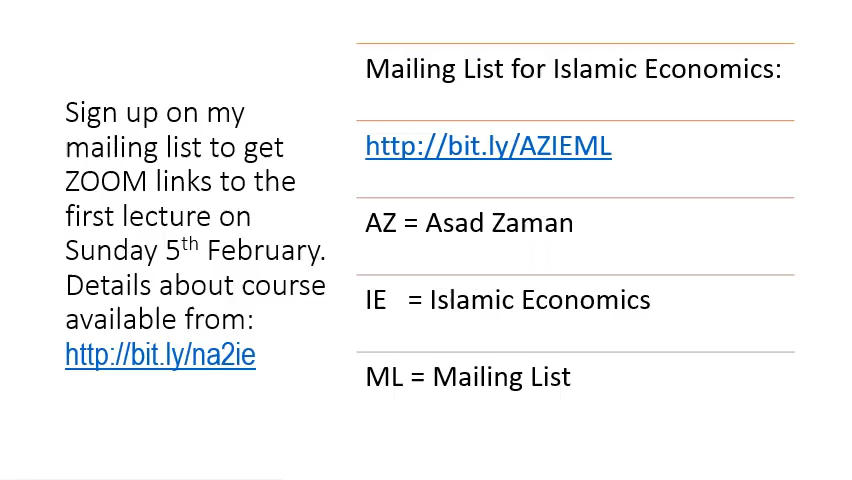 Sign up on my
mailing list to get
ZOOM links to the
first lecture on
Sunday 5th February.
Details about course
available from:
http://bit.ly/na2ie
Mailing List for Islamic Economics:
http://bit.ly/AZIEML
AZ = Asad Zaman
IE = Islamic Economics
ML = Mailing List